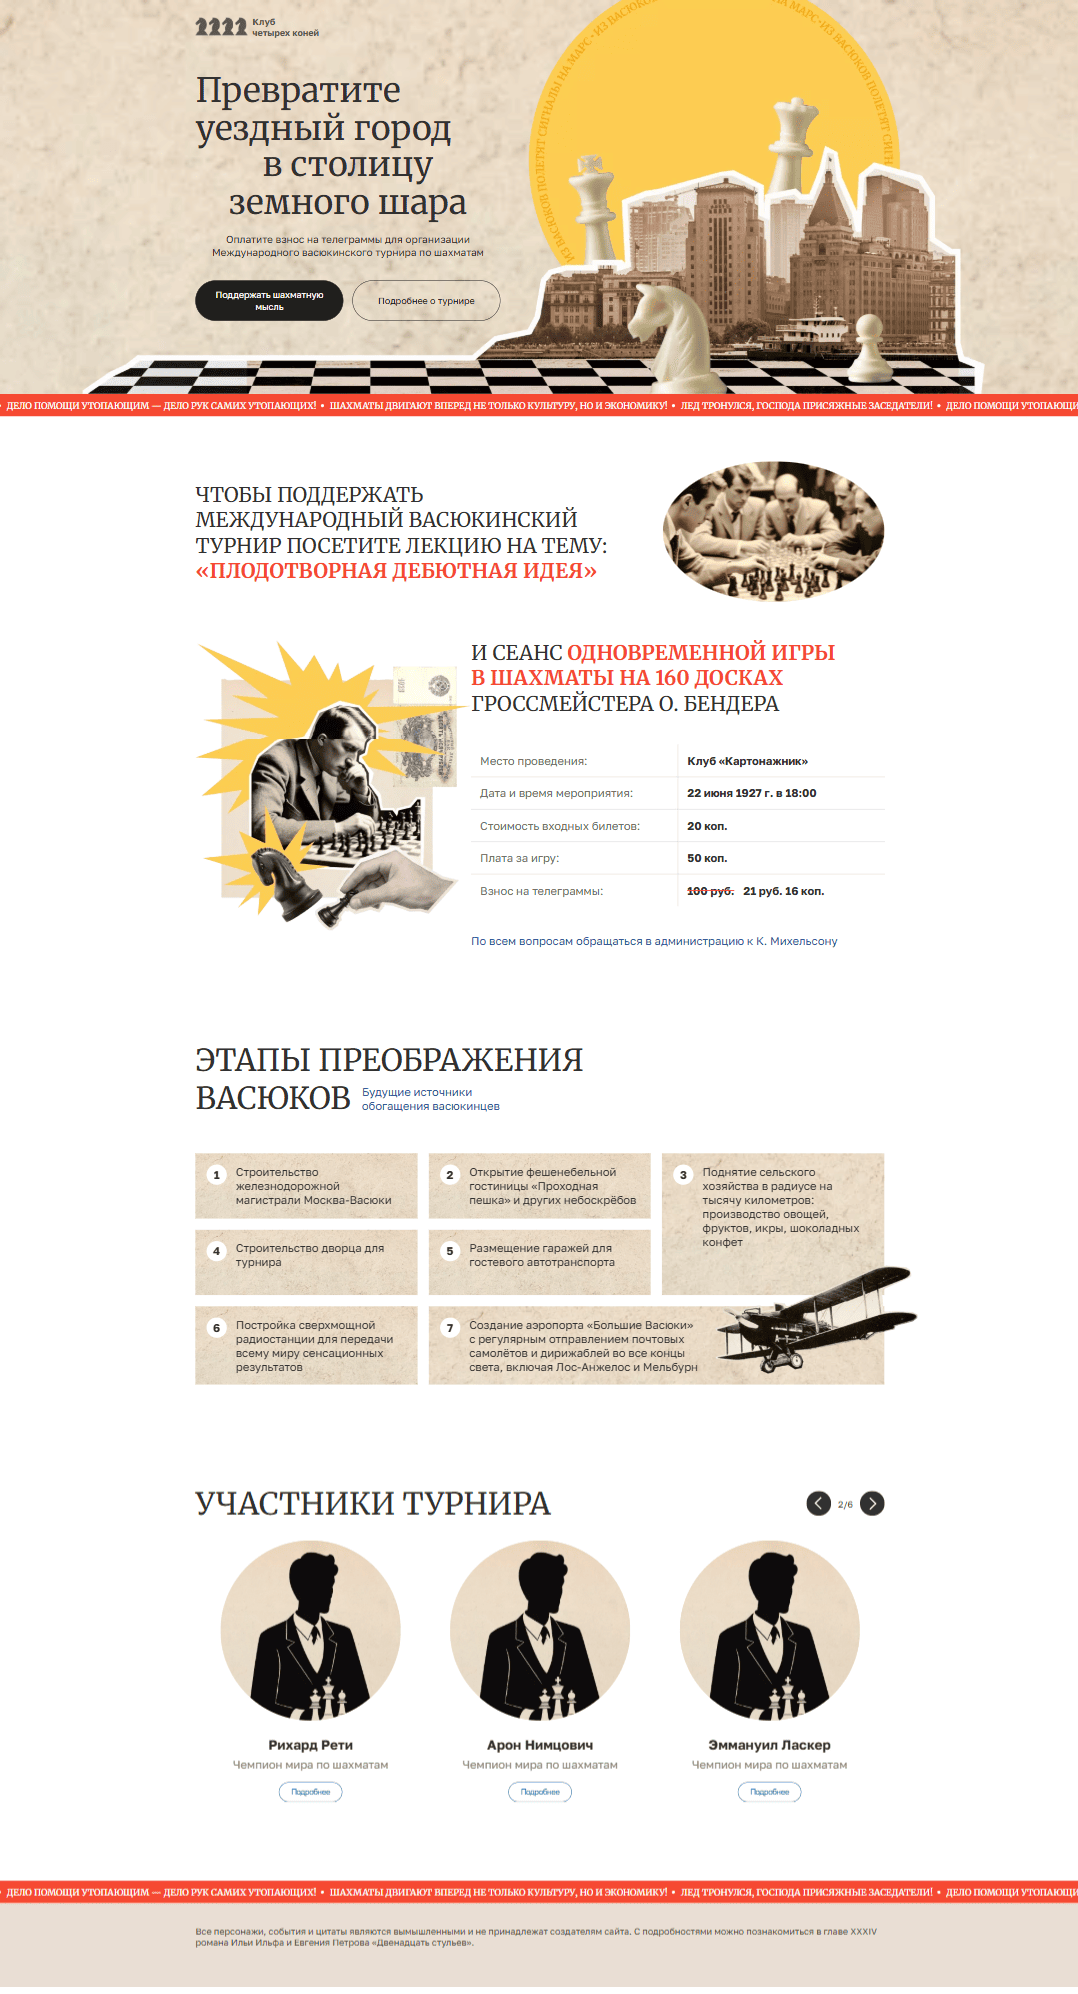 Клуб
четырех коней
Превратите
уездный город
в столицу
земного шара
Оплатите взнос на телеграммы для организации
Международного васюкинского турнира по шахматам
Поддержать шахматную
мысль
Подробнее о турнире
ИЗ ВАСЮКОВ ПОЛЕТЯТ СИГНАЛЫ НА МАРС • ИЗ ВАСЮКОВ
НА МАРС • ИЗ ВАСЮКОВ ПОЛЕТЯТ
• ДЕЛО ПОМОЩИ УТОПАЮЩИМ — ДЕЛО РУК САМИХ УТОПАЮЩИХ! • ШАХМАТЫ ДВИГАЮТ ВПЕРЕД НЕ ТОЛЬКО КУЛЬТУРУ, НО И ЭКОНОМИКУ! • ЛЕД ТРОНУЛСЯ, ГОСПОДА ПРИСЯЖНЫЕ ЗАСЕДАТЕЛИ! • ДЕЛО ПОМОЩИ
ЧТОБЫ ПОДДЕРЖАТЬ
МЕЖДУНАРОДНЫЙ ВАСЮКИНСКИЙ
ТУРНИР ПОСЕТИТЕ ЛЕКЦИЮ НА ТЕМУ:
«ПЛОДОТВОРНАЯ ДЕБЮТНАЯ ИДЕЯ»
И СЕАНС ОДНОВРЕМЕННОЙ ИГРЫ
В ШАХМАТЫ НА 160 ДОСКАХ
ГРОССМЕЙСТЕРА О. БЕНДЕРА
Место проведения: Клуб «Картонажник»
Дата и время мероприятия: 22 июня 1927 г. в 18:00
Стоимость входных билетов: 20 коп.
Плата за игру: 50 коп.
Взнос на телеграммы: 100 руб. 21 руб. 16 коп.
По всем вопросам обращаться в администрацию к К. Михельсону
ЭТАПЫ ПРЕОБРАЖЕНИЯ
ВАСЮКОВ
Будущие источники
обогащения васюкинцев
1
Строительство
железнодорожной
магистрали Москва-Васюки
2
Открытие фешенебельной
гостиницы «Проходная
пешка» и других небоскрёбов
3
Поднятие сельского
хозяйства в радиусе на
тысячу километров:
производство овощей,
фруктов, икры, шоколадных
конфет
4
Строительство дворца для
турнира
5
Размещение гаражей для
гостевого автотранспорта
6
Постройка сверхмощной
радиостанции для передачи
всему миру сенсационных
результатов
7
Создание аэропорта «Большие Васюки»
с регулярным отправлением почтовых
самолётов и дирижаблей во все концы
света, включая Лос-Анжелос и Мельбурн
УЧАСТНИКИ ТУРНИРА
2/6
Рихард Рети
Чемпион мира по шахматам
Подробнее
Арон Нимцович
Чемпион мира по шахматам
Подробнее
Эммануил Ласкер
Чемпион мира по шахматам
Подробнее
• ДЕЛО ПОМОЩИ УТОПАЮЩИМ — ДЕЛО РУК САМИХ УТОПАЮЩИХ! • ШАХМАТЫ ДВИГАЮТ ВПЕРЕД НЕ ТОЛЬКО КУЛЬТУРУ, НО И ЭКОНОМИКУ! • ЛЕД ТРОНУЛСЯ, ГОСПОДА ПРИСЯЖНЫЕ ЗАСЕДАТЕЛИ! • ДЕЛО ПОМОЩИ
Все персонажи, события и цитаты являются вымышленными и не принадлежат создателям сайта. С подробностями можно познакомиться в главе XXXIV
романа Ильи Ильфа и Евгения Петрова «Двенадцать стульев».